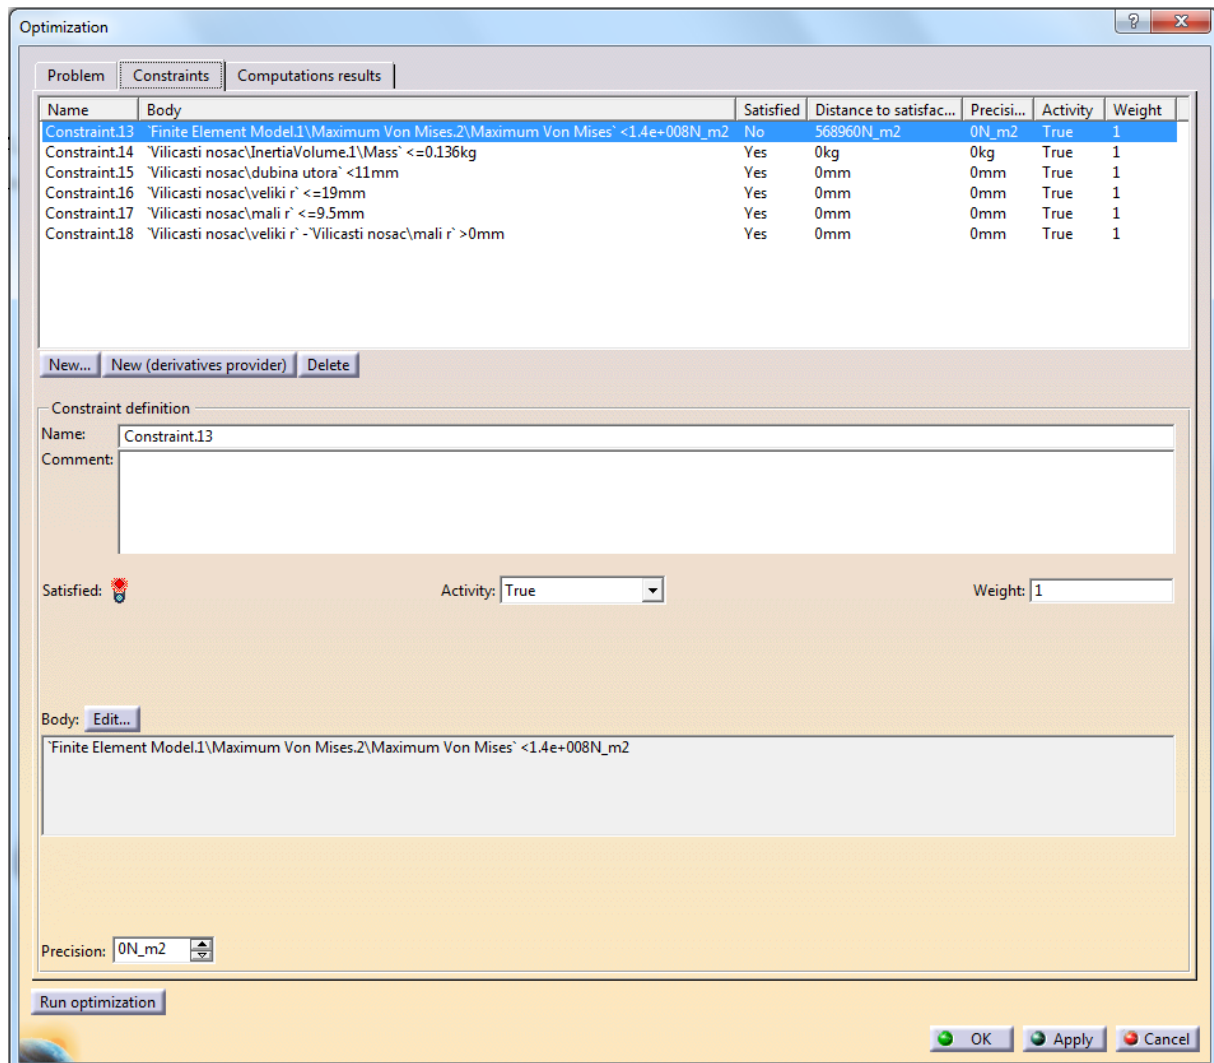 Optimization
Problem Constraints Computations results
Name Body Satisfied Distance to satisfac... Precisi... Activity Weight
Constraint.13 `Finite Element Model.1\Maximum Von Mises.2\Maximum Von Mises` <1.4e+008N_m2 No 568960N_m2 0N_m2 True 1
Constraint.14 `Vilicasti nosac\InertiaVolume.1\Mass` <=0.136kg Yes 0kg 0kg True 1
Constraint.15 `Vilicasti nosac\dubina utora` <11mm Yes 0mm 0mm True 1
Constraint.16 `Vilicasti nosac\veliki r` <=19mm Yes 0mm 0mm True 1
Constraint.17 `Vilicasti nosac\mali r` <=9.5mm Yes 0mm 0mm True 1
Constraint.18 `Vilicasti nosac\veliki r` -`Vilicasti nosac\mali r` >0mm Yes 0mm 0mm True 1
New... New (derivatives provider) Delete
Constraint definition
Name: Constraint.13
Comment:
Satisfied: Activity: True Weight: 1
Body: Edit...
`Finite Element Model.1\Maximum Von Mises.2\Maximum Von Mises` <1.4e+008N_m2
Precision: 0N_m2
Run optimization
OK Apply Cancel